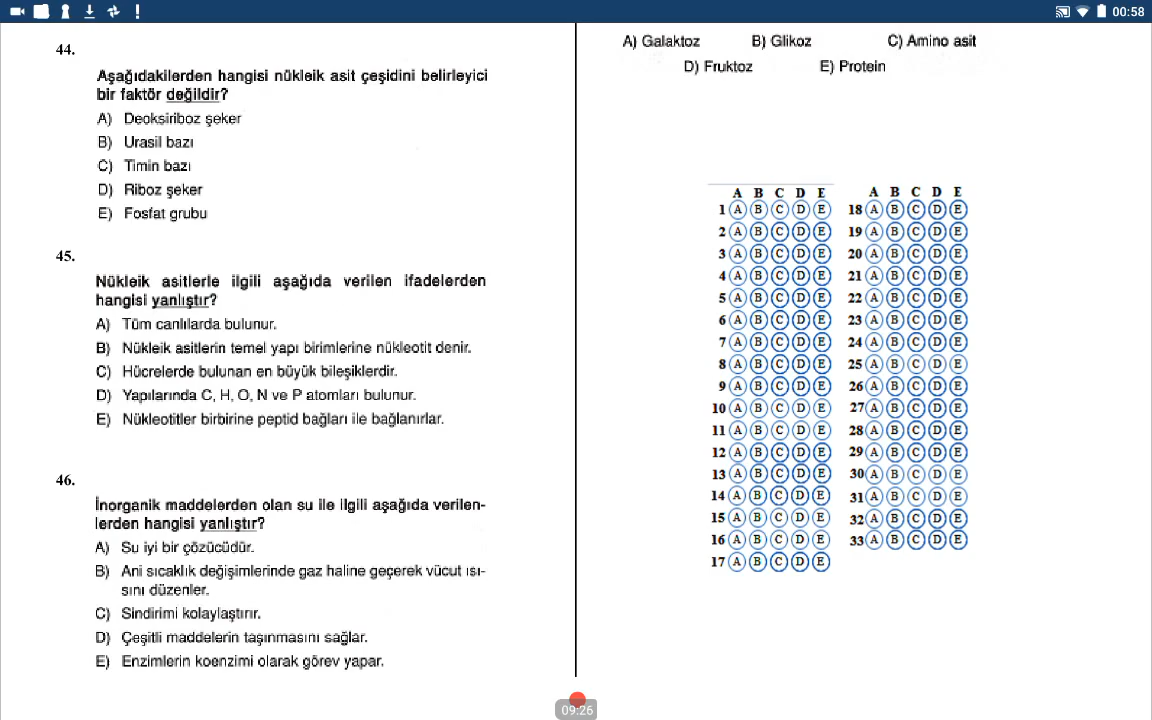 00:58
44.
Aşağıdakilerden hangisi nükleik asit çeşidini belirleyici
bir faktör değildir?
A) Deoksiriboz şeker
B) Urasil bazı
C) Timin bazı
D) Riboz şeker
E) Fosfat grubu
45.
Nükleik asitlerle ilgili aşağıda verilen ifadelerden
hangisi yanlıştır?
A) Tüm canlılarda bulunur.
B) Nükleik asitlerin temel yapı birimlerine nükleotit denir.
C) Hücrelerde bulunan en büyük bileşiklerdir.
D) Yapılarında C, H, O, N ve P atomları bulunur.
E) Nükleotitler birbirine peptid bağları ile bağlanırlar.
46.
İnorganik maddelerden olan su ile ilgili aşağıda verilen-
lerden hangisi yanlıştır?
A) Su iyi bir çözücüdür.
B) Ani sıcaklık değişimlerinde gaz haline geçerek vücut ısı-
sını düzenler.
C) Sindirimi kolaylaştırır.
D) Çeşitli maddelerin taşınmasını sağlar.
E) Enzimlerin koenzimi olarak görev yapar.
A) Galaktoz B) Glikoz C) Amino asit
D) Fruktoz E) Protein
A B C D E
1 A B C D E
2 A B C D E
3 A B C D E
4 A B C D E
5 A B C D E
6 A B C D E
7 A B C D E
8 A B C D E
9 A B C D E
10 A B C D E
11 A B C D E
12 A B C D E
13 A B C D E
14 A B C D E
15 A B C D E
16 A B C D E
17 A B C D E
A B C D E
18 A B C D E
19 A B C D E
20 A B C D E
21 A B C D E
22 A B C D E
23 A B C D E
24 A B C D E
25 A B C D E
26 A B C D E
27 A B C D E
28 A B C D E
29 A B C D E
30 A B C D E
31 A B C D E
32 A B C D E
33 A B C D E
09:26